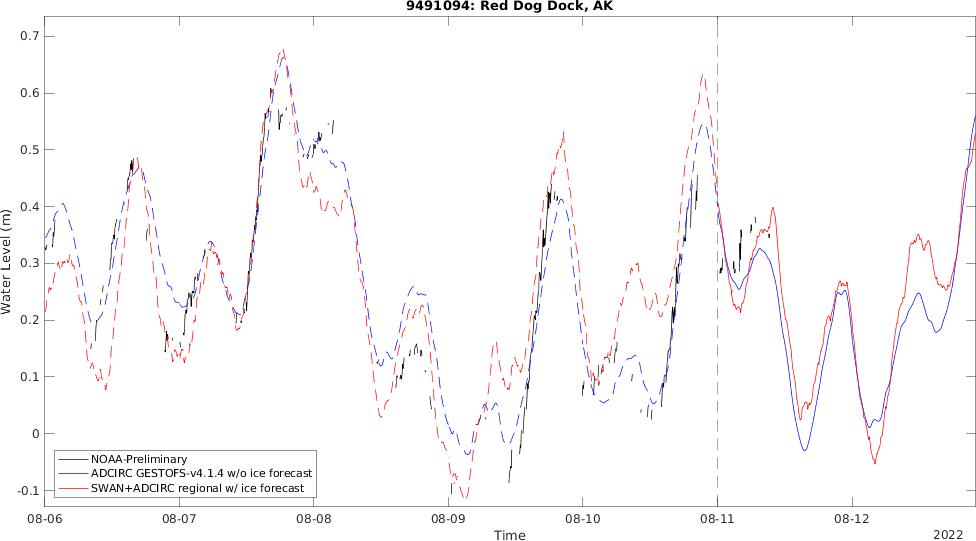 9491094: Red Dog Dock, AK
Water Level (m)
0.7
0.6
0.5
0.4
0.3
0.2
0.1
0
-0.1
NOAA-Preliminary
ADCIRC GESTOFS-v4.1.4 w/o ice forecast
SWAN+ADCIRC regional w/ ice forecast
08-06 08-07 08-08 08-09 08-10 08-11 08-12
Time
2022